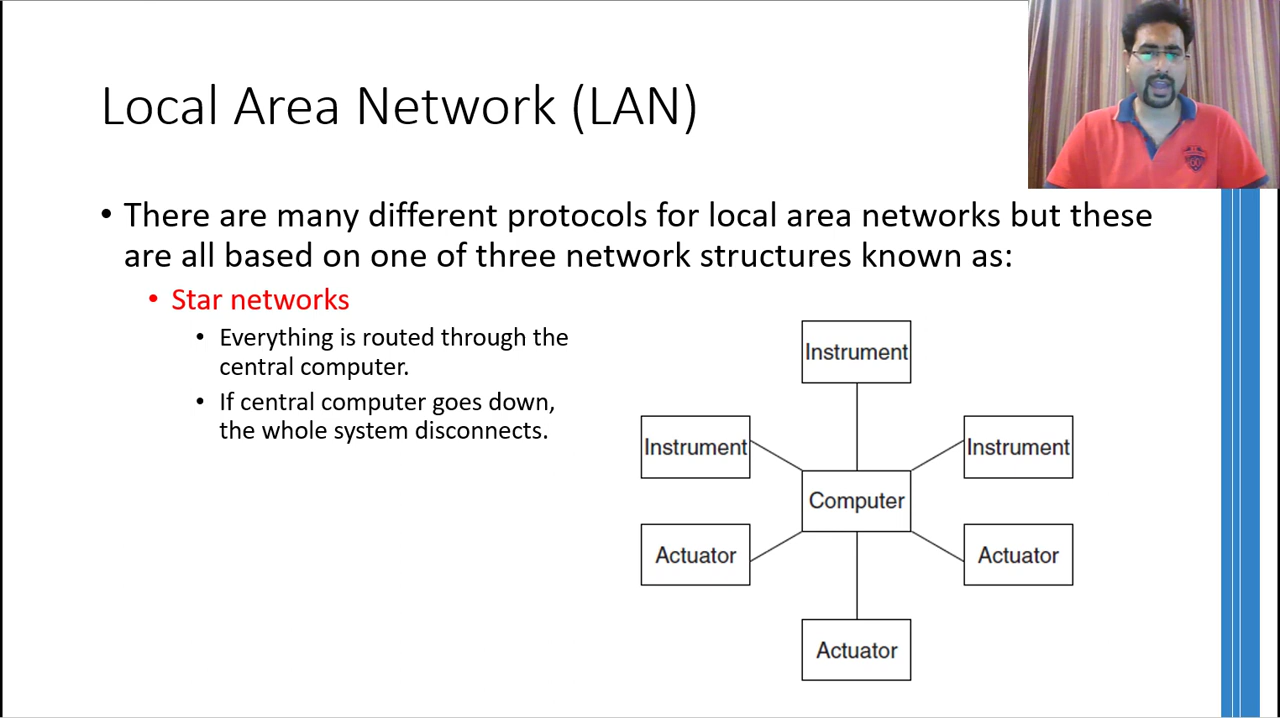 Local Area Network (LAN)
• There are many different protocols for local area networks but these
are all based on one of three network structures known as:
• Star networks
• Everything is routed through the
central computer.
• If central computer goes down,
the whole system disconnects.
Instrument
Instrument
Instrument
Computer
Actuator
Actuator
Actuator